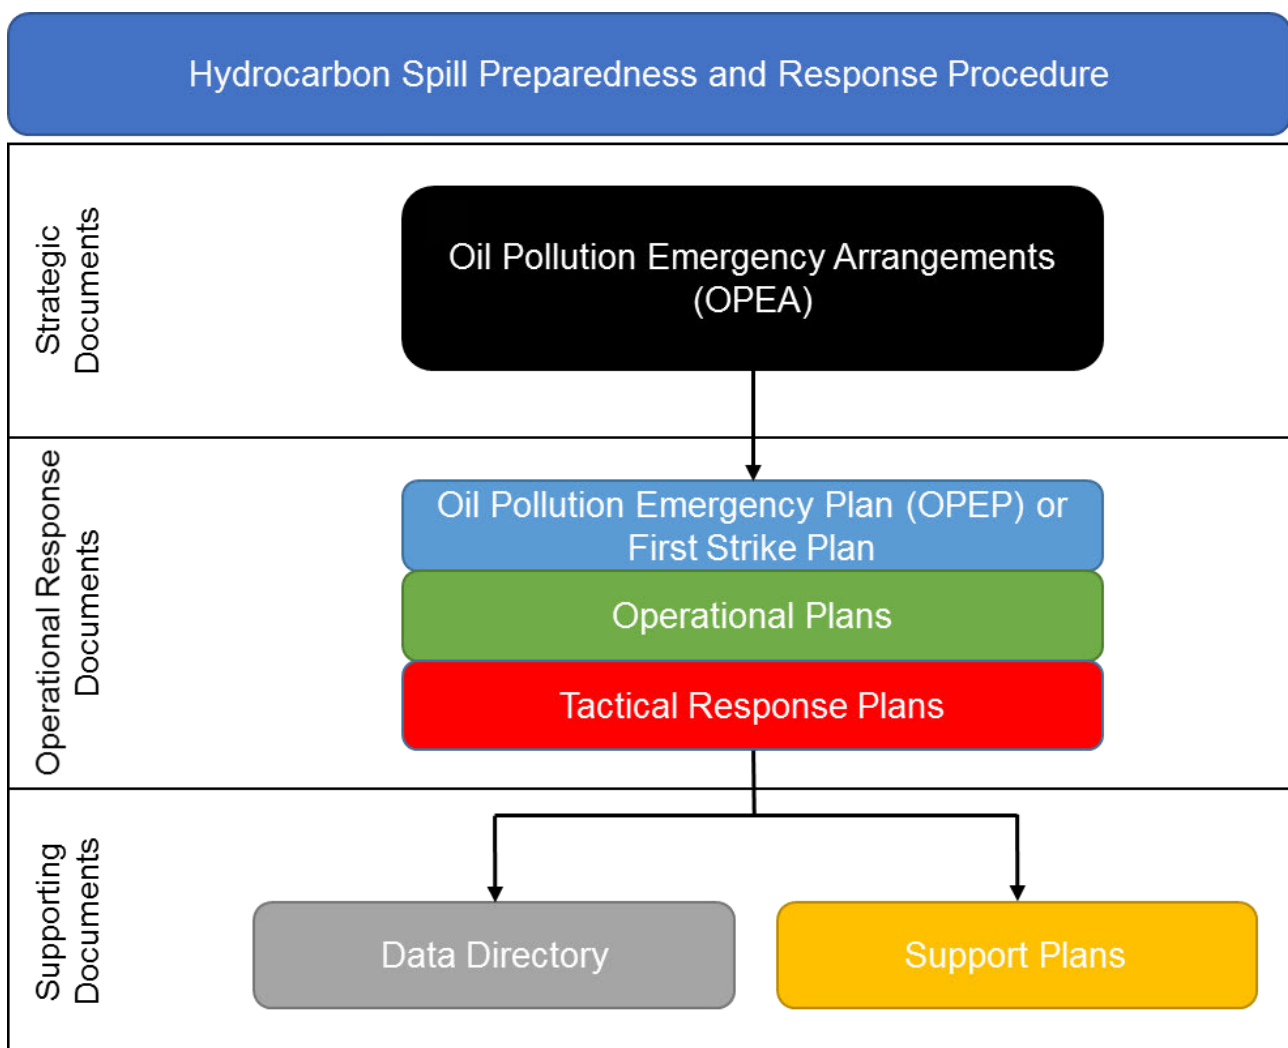 Hydrocarbon Spill Preparedness and Response Procedure
Strategic
Documents
Oil Pollution Emergency Arrangements
(OPEA)
Operational Response
Documents
Oil Pollution Emergency Plan (OPEP) or
First Strike Plan
Operational Plans
Tactical Response Plans
Supporting
Documents
Data Directory
Support Plans